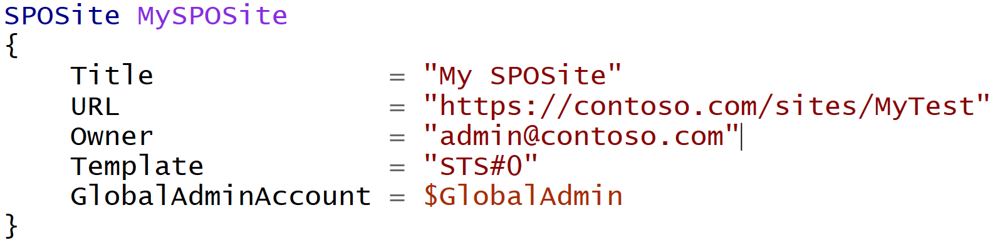 SPOSite MySPOSite
{
    Title              = "My SPOSite"
    URL                = "https://contoso.com/sites/MyTest"
    Owner              = "admin@contoso.com"
    Template           = "STS#0"
    GlobalAdminAccount = $GlobalAdmin
}